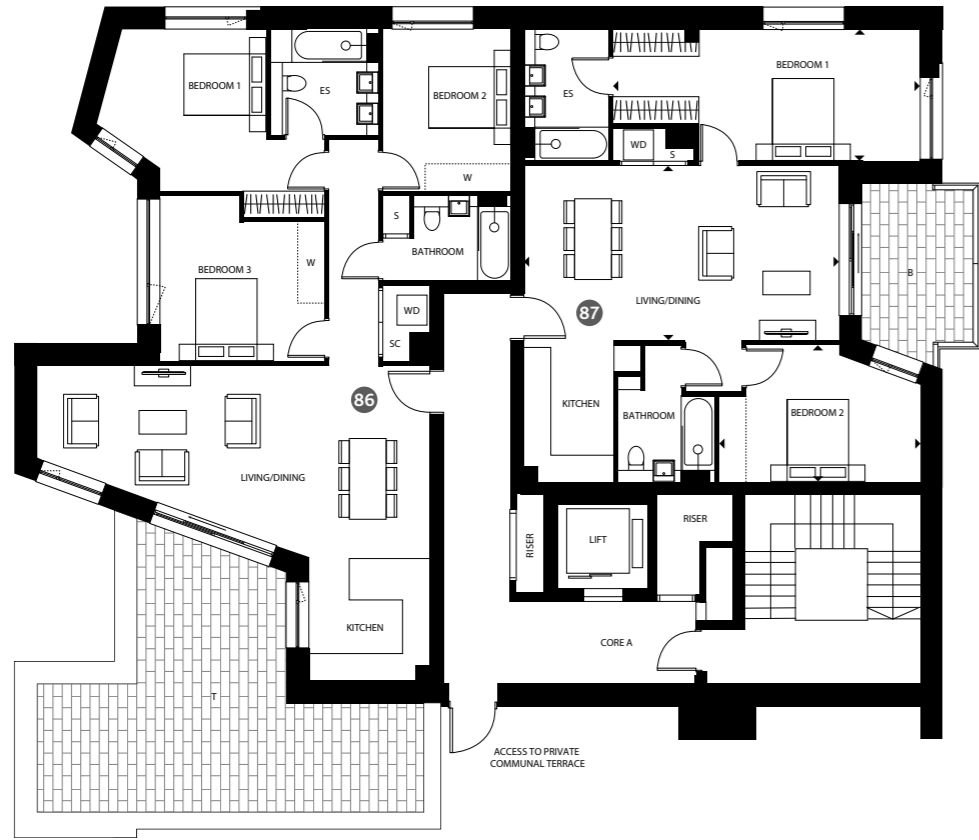 BEDROOM 1
ES
BEDROOM 2
W
BEDROOM 3
W
S
BATHROOM
WD
SC
86
LIVING/DINING
KITCHEN
T
ES
BEDROOM 1
WD
S
87
LIVING/DINING
B
KITCHEN
BATHROOM
BEDROOM 2
RISER
LIFT
RISER
CORE A
ACCESS TO PRIVATE
COMMUNAL TERRACE